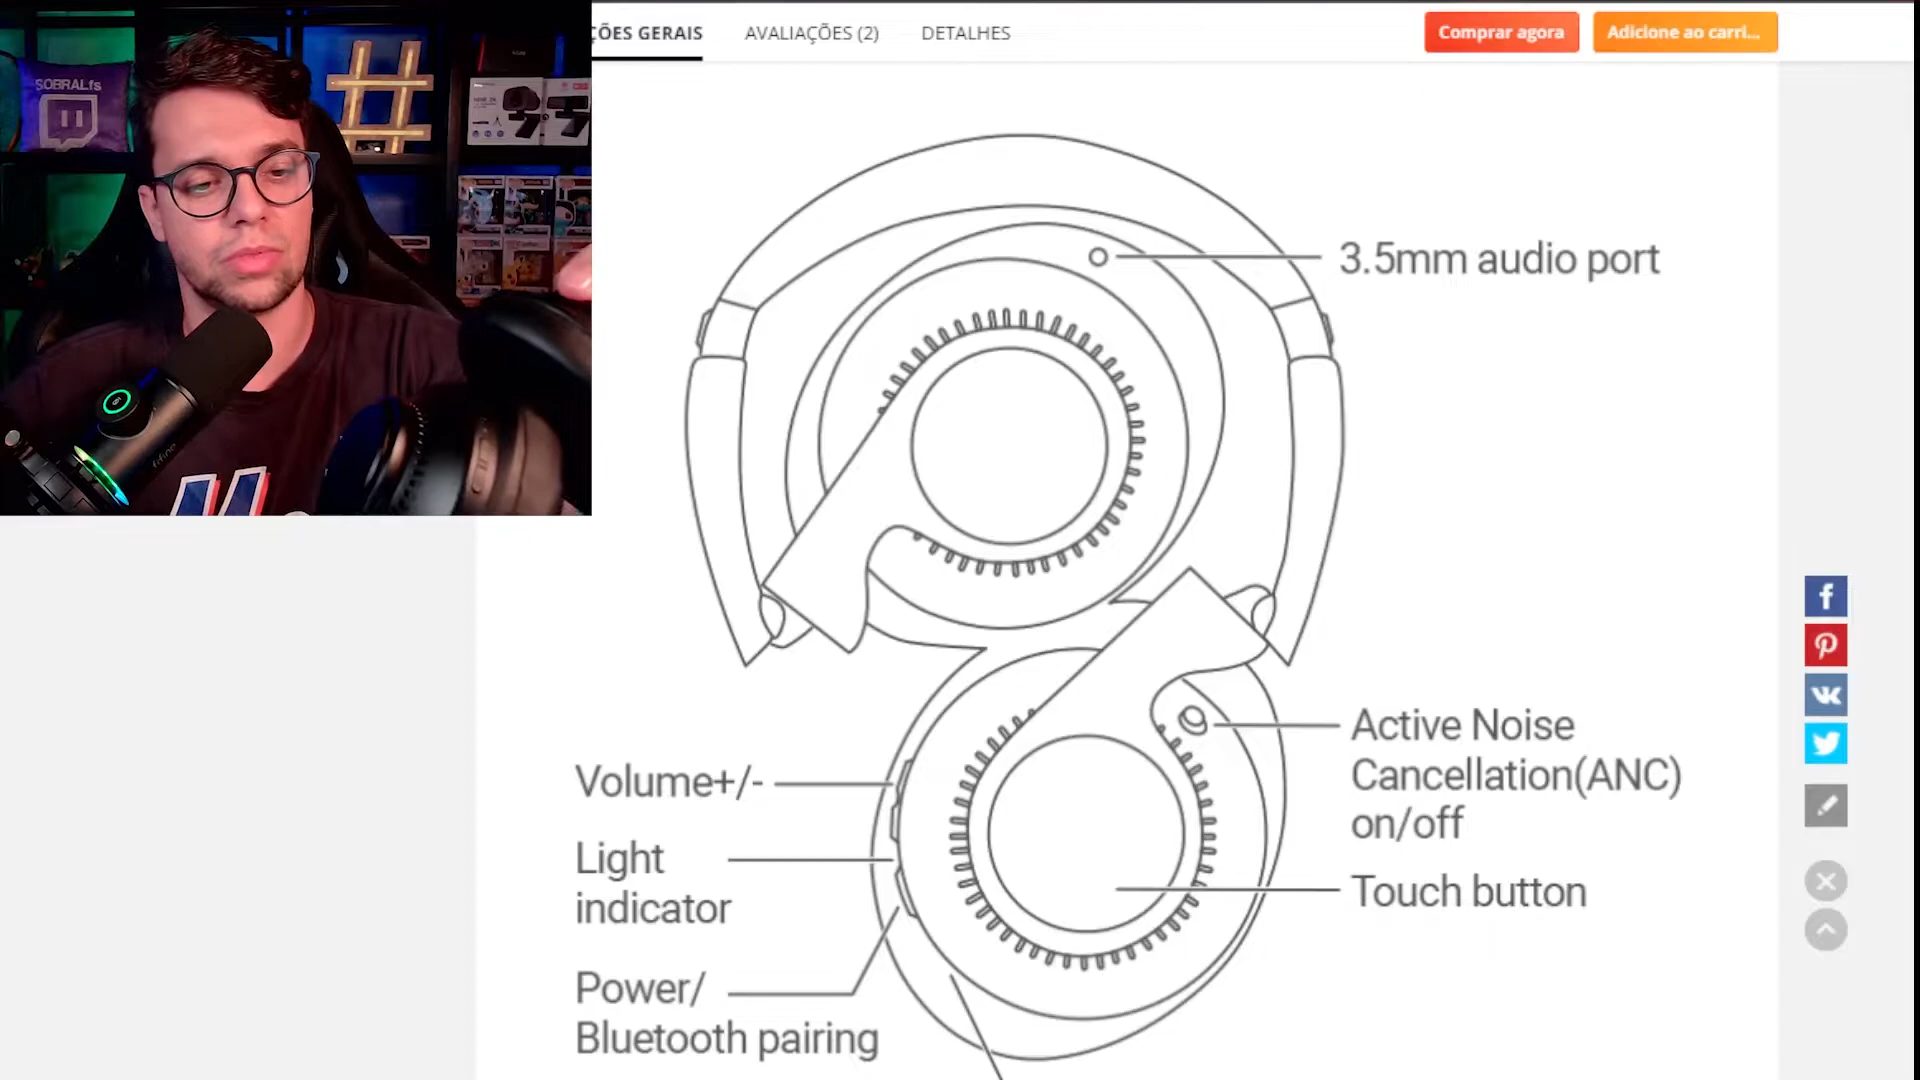 ÇÕES GERAIS
AVALIAÇÕES (2)
DETALHES
Comprar agora
Adicione ao carri...
SOBRALfs
fifine
3.5mm audio port
Active Noise
Cancellation(ANC)
on/off
Touch button
Volume+/-
Light
indicator
Power/
Bluetooth pairing